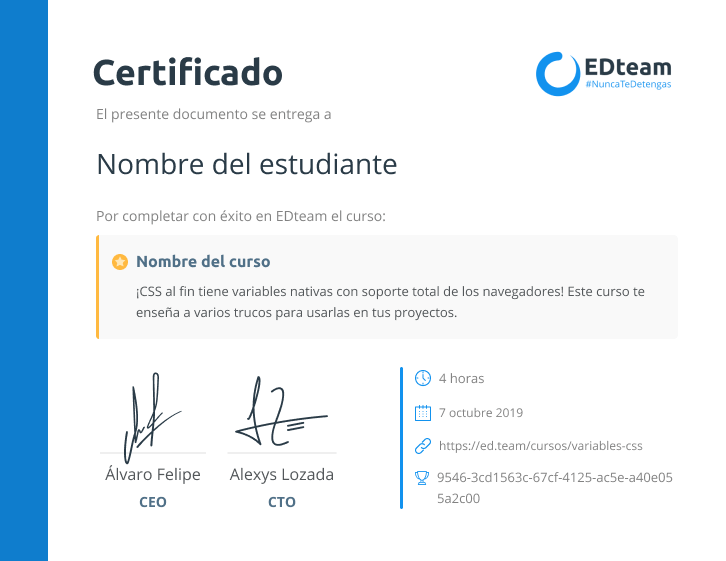 Certificado
EDteam
#NuncaTeDetengas
El presente documento se entrega a
Nombre del estudiante
Por completar con éxito en EDteam el curso:
Nombre del curso
¡CSS al fin tiene variables nativas con soporte total de los navegadores! Este curso te
enseña a varios trucos para usarlas en tus proyectos.
4 horas
7 octubre 2019
https://ed.team/cursos/variables-css
9546-3cd1563c-67cf-4125-ac5e-a40e05
5a2c00
Álvaro Felipe
CEO
Alexys Lozada
CTO